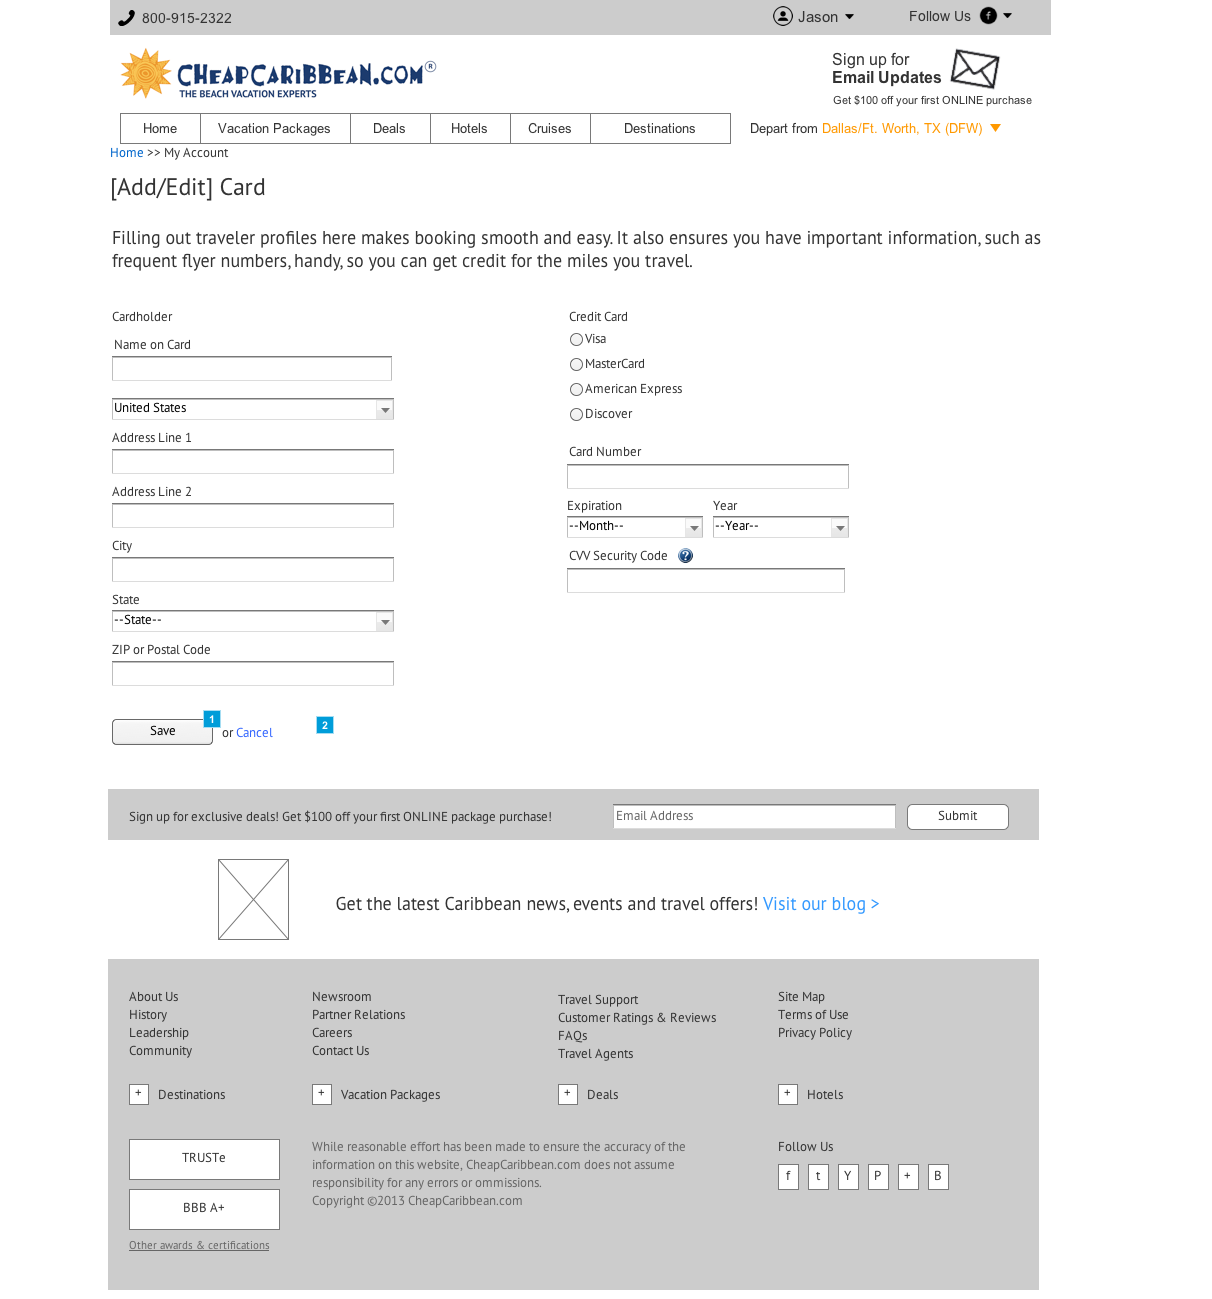 800-915-2322
Jason
Follow Us
f
CHEAPCARIBBEAN.COM®
THE BEACH VACATION EXPERTS
Sign up for
Email Updates
Get $100 off your first ONLINE purchase
Home
Vacation Packages
Deals
Hotels
Cruises
Destinations
Depart from Dallas/Ft. Worth, TX (DFW)
Home >> My Account
[Add/Edit] Card
Filling out traveler profiles here makes booking smooth and easy. It also ensures you have important information, such as
frequent flyer numbers, handy, so you can get credit for the miles you travel.
Cardholder
Name on Card
United States
Address Line 1
Address Line 2
City
State
--State--
ZIP or Postal Code
Credit Card
Visa
MasterCard
American Express
Discover
Card Number
Expiration
Year
--Month--
--Year--
CVV Security Code
?
Save
1
or Cancel
2
Sign up for exclusive deals! Get $100 off your first ONLINE package purchase!
Email Address
Submit
Get the latest Caribbean news, events and travel offers! Visit our blog >
About Us
History
Leadership
Community
Newsroom
Partner Relations
Careers
Contact Us
Travel Support
Customer Ratings & Reviews
FAQs
Travel Agents
Site Map
Terms of Use
Privacy Policy
+ Destinations
+ Vacation Packages
+ Deals
+ Hotels
TRUSTe
BBB A+
Other awards & certifications
While reasonable effort has been made to ensure the accuracy of the
information on this website, CheapCaribbean.com does not assume
responsibility for any errors or ommissions.
Copyright ©2013 CheapCaribbean.com
Follow Us
f t Y P + B